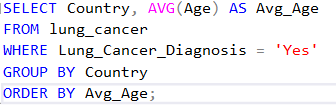 SELECT Country, AVG(Age) AS Avg_Age
FROM lung_cancer
WHERE Lung_Cancer_Diagnosis = 'Yes'
GROUP BY Country
ORDER BY Avg_Age;